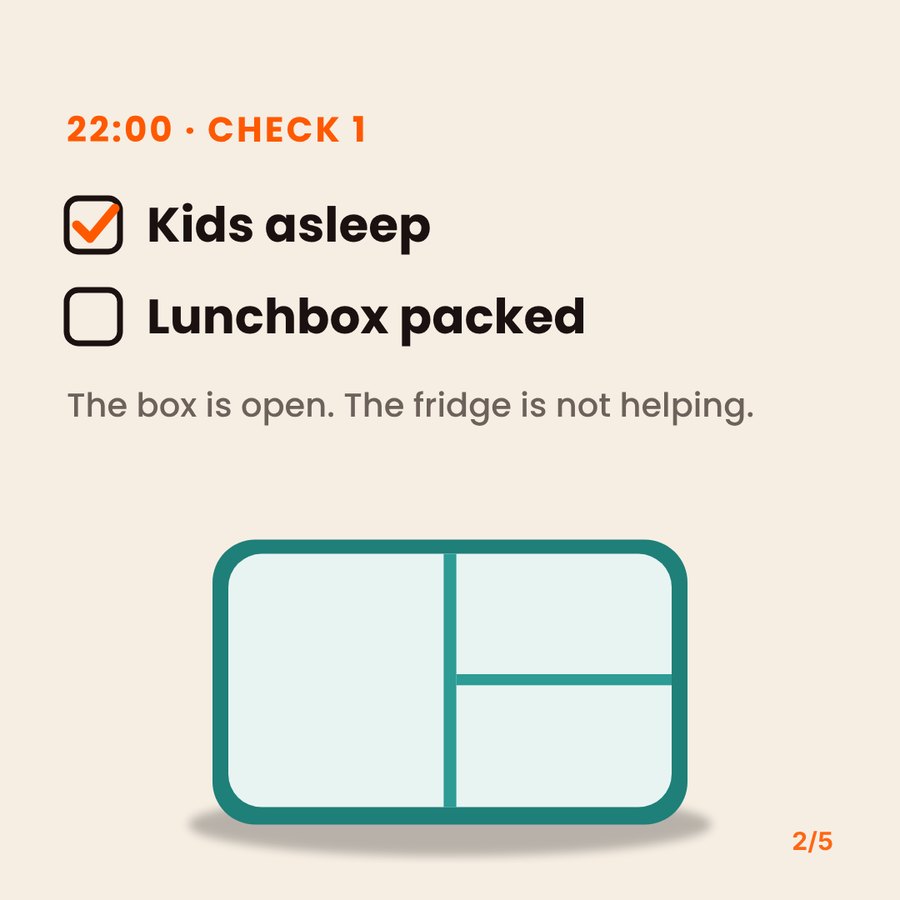 22:00 · CHECK 1
Kids asleep
Lunchbox packed
The box is open. The fridge is not helping.
2/5